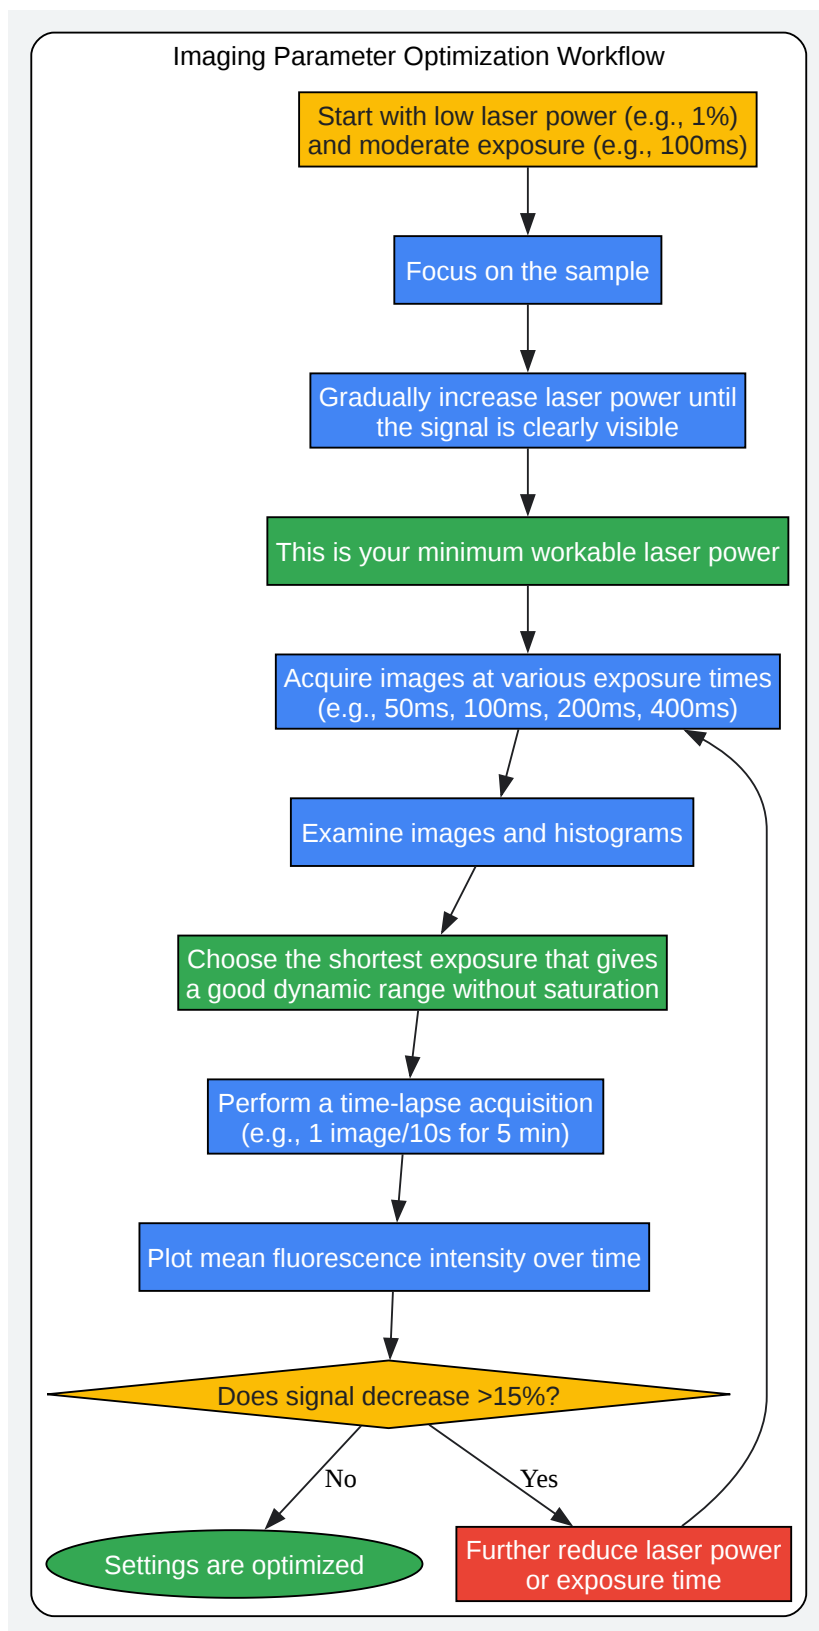 Imaging Parameter Optimization Workflow
Start with low laser power (e.g., 1%)
and moderate exposure (e.g., 100ms)
Focus on the sample
Gradually increase laser power until
the signal is clearly visible
This is your minimum workable laser power
Acquire images at various exposure times
(e.g., 50ms, 100ms, 200ms, 400ms)
Examine images and histograms
Choose the shortest exposure that gives
a good dynamic range without saturation
Perform a time-lapse acquisition
(e.g., 1 image/10s for 5 min)
Plot mean fluorescence intensity over time
Does signal decrease >15%?
No
Yes
Settings are optimized
Further reduce laser power
or exposure time